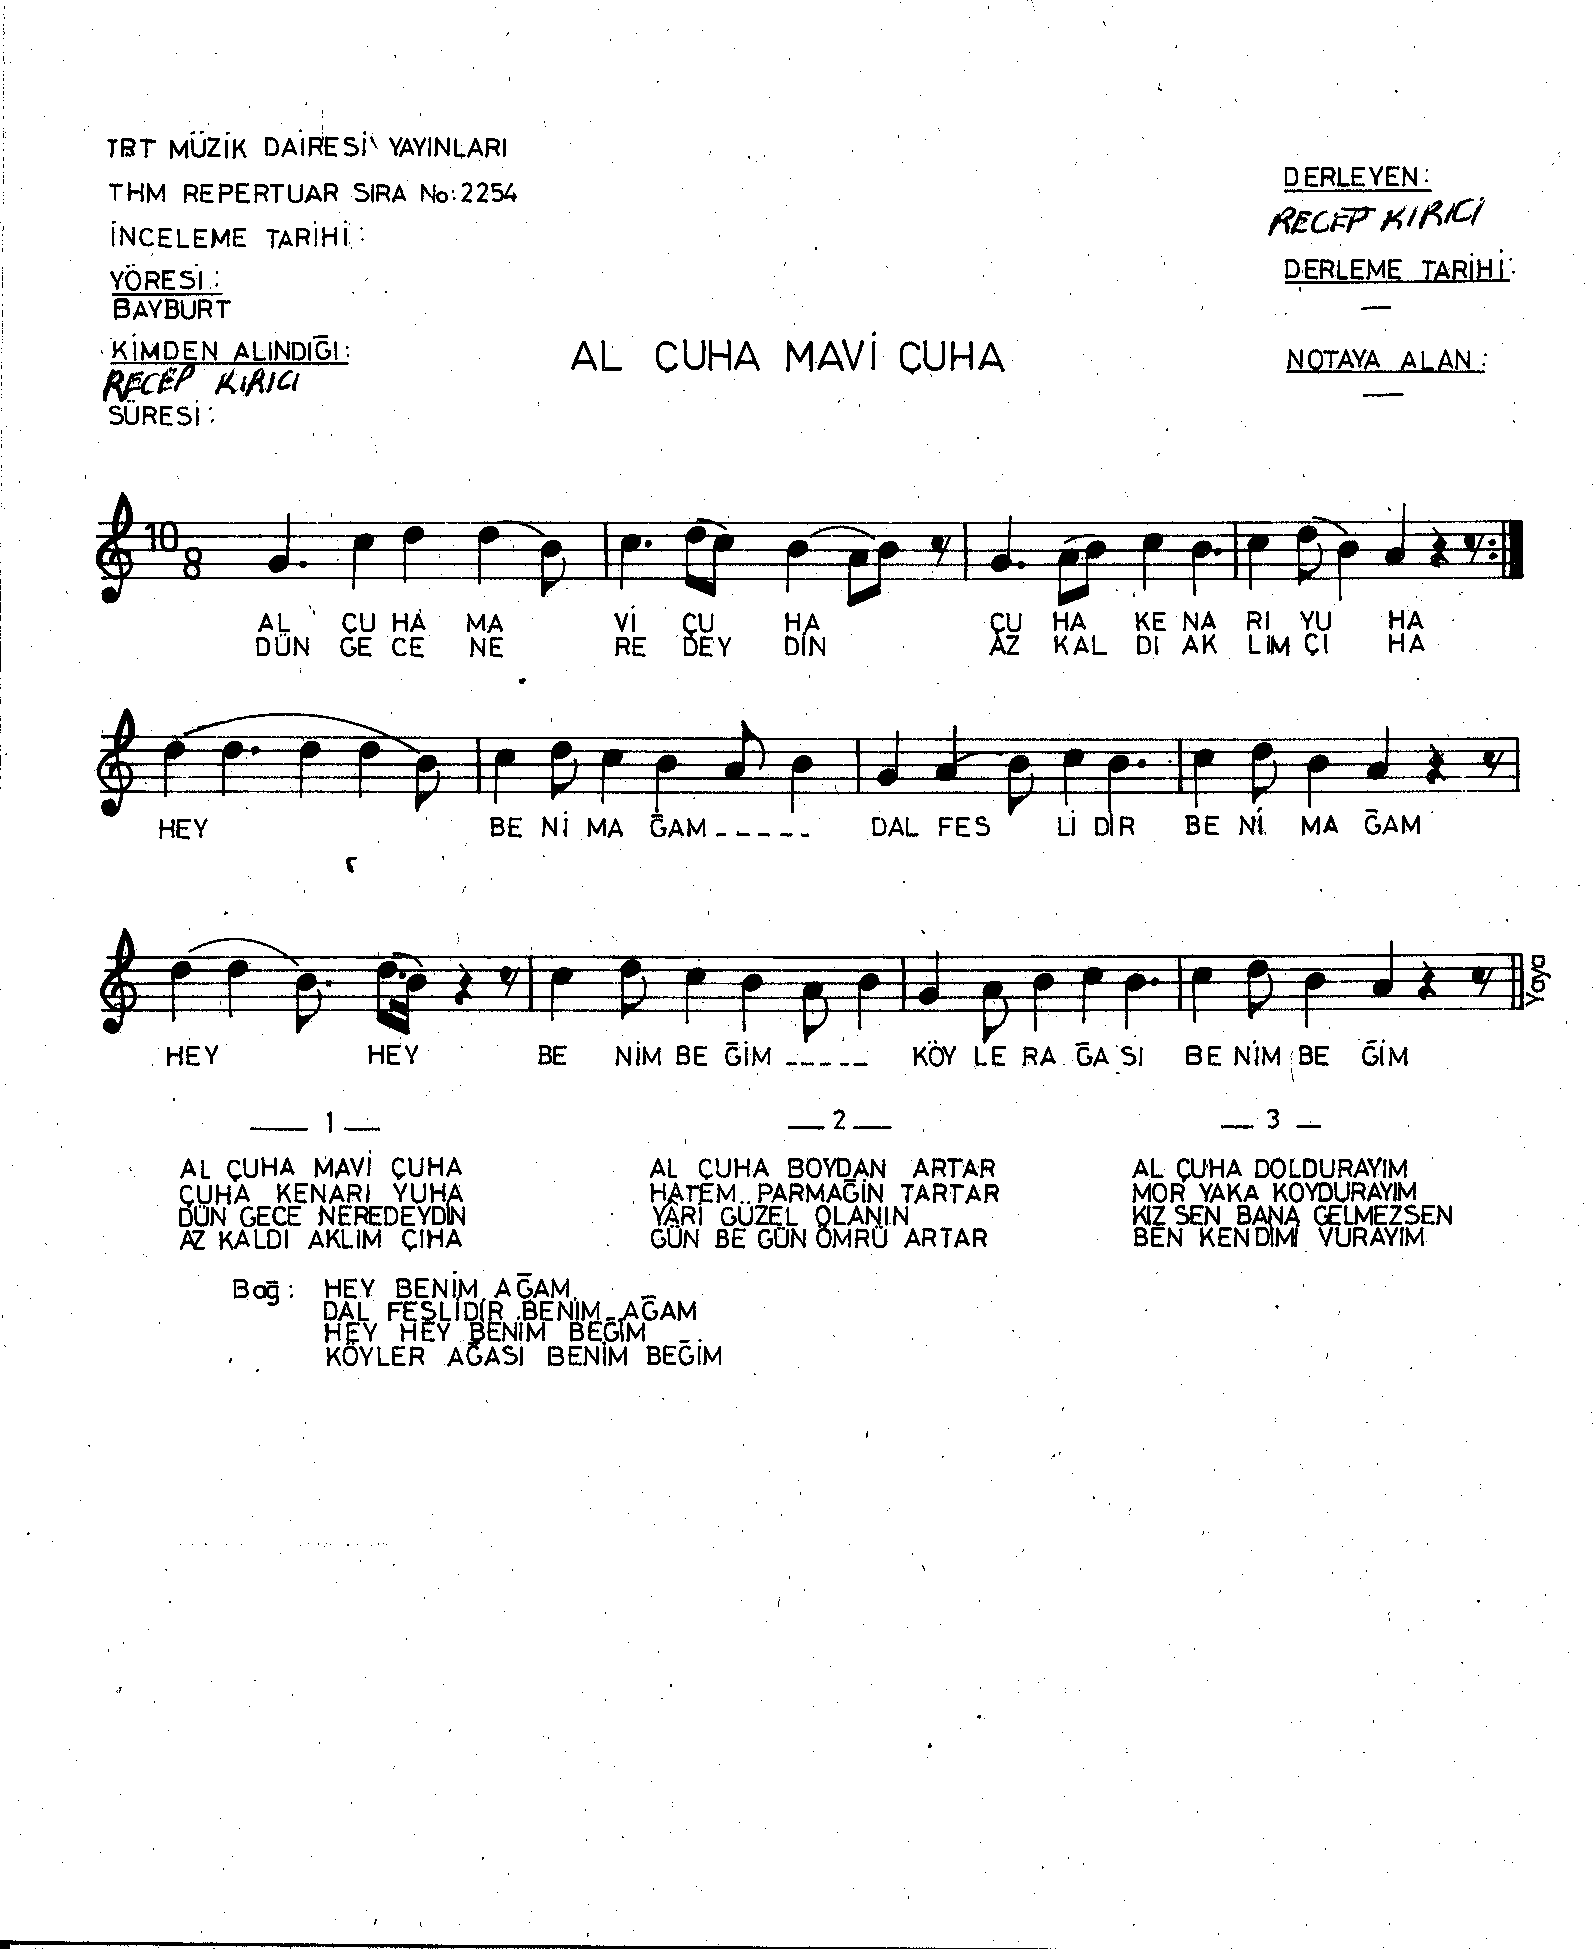 TRT MÜZİK DAİRESİ YAYINLARI
THM REPERTUAR SIRA No:2254
İNCELEME TARİHİ :
YÖRESİ :
BAYBURT
KİMDEN ALINDIĞI :
RECEP KIRICI
SÜRESİ :
AL ÇUHA MAVİ ÇUHA
DERLEYEN :
RECEP KIRICI
DERLEME TARİHİ :
—
NOTAYA ALAN :
—
10
8
AL ÇU HA MA Vİ ÇU HA ÇU HA KE NA RI YU HA
DÜN GE CE NE RE DEY DİN AZ KAL DI AK LIM ÇI HA
HEY BE Nİ MA ĞAM _ _ _ _ _ DAL FES Lİ DİR BE Nİ MA ĞAM
Yaya
HEY HEY BE NİM BE ĞİM _ _ _ _ _ KÖY LE RA ĞA SI BE NİM BE ĞİM
— 1 —
AL ÇUHA MAVİ ÇUHA
ÇUHA KENARI YUHA
DÜN GECE NEREDEYDİN
AZ KALDI AKLIM ÇIHA
— 2 —
AL ÇUHA BOYDAN ARTAR
HATEM PARMAĞIN TARTAR
YÂRİ GÜZEL OLANIN
GÜN BE GÜN ÖMRÜ ARTAR
— 3 —
AL ÇUHA DOLDURAYIM
MOR YAKA KOYDURAYIM
KIZ SEN BANA GELMEZSEN
BEN KENDİMİ VURAYIM
Bağ : HEY BENİM AĞAM
DAL FESLİDİR BENİM AĞAM
HEY HEY BENİM BEĞİM
KÖYLER AĞASI BENİM BEĞİM